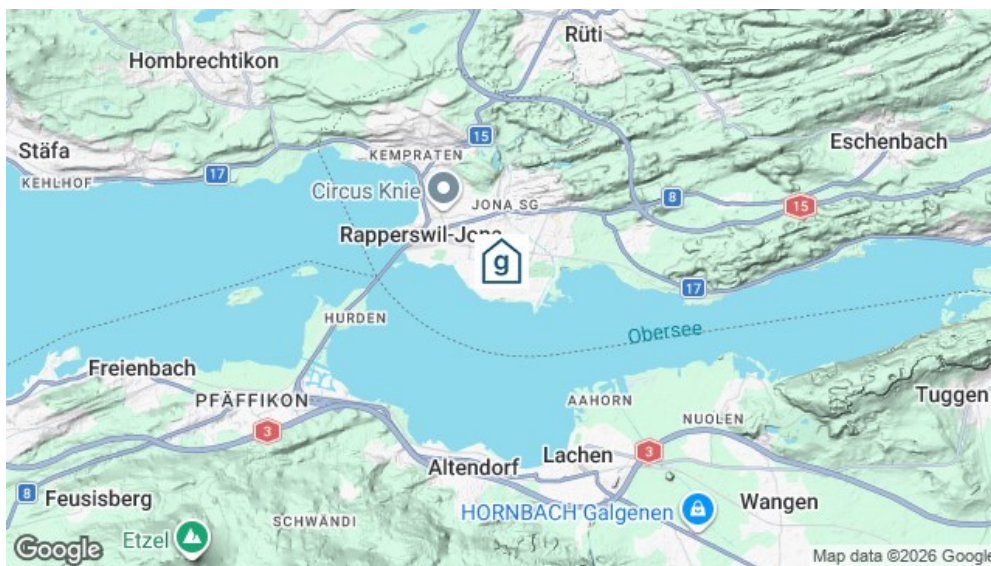 Rüti
Hombrechtikon
15
Eschenbach
Stäfa
KEMPRATEN
17
KEHLHOF
Circus Knie
8
JONA SG
15
Rapperswil-Jona
g
17
HURDEN
Obersee
Freienbach
PFÄFFIKON
AAHORN
Tuggen
NUOLEN
3
3
Lachen
Altendorf
8
Feusisberg
Wangen
HORNBACH Galgenen
SCHWÄNDI
Etzel
Google
Map data ©2026 Google